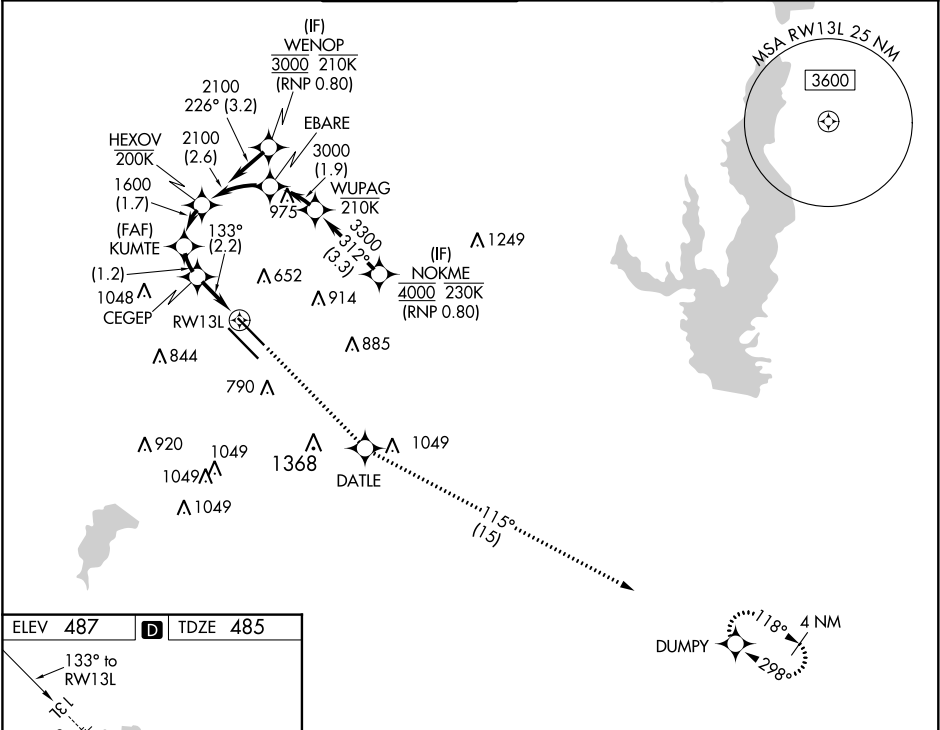 (IF)
WENOP
3000 210K
(RNP 0.80)
2100
226° (3.2)
EBARE
HEXOV
200K
2100
(2.6)
3000
(1.9)
WUPAG
210K
1600
(1.7)
975
(FAF)
KUMTE
133°
(2.2)
3300
312°
(3.3)
(IF)
NOKME
4000 230K
(RNP 0.80)
1249
(1.2)
1048
CEGEP
652
914
RW13L
844
885
790
920
1049
1049
1049
1368
1049
DATLE
115°
(15)
MSA RW13L 25 NM
3600
DUMPY
118°
4 NM
298°
ELEV 487 D TDZE 485
133° to
RW13L
13L